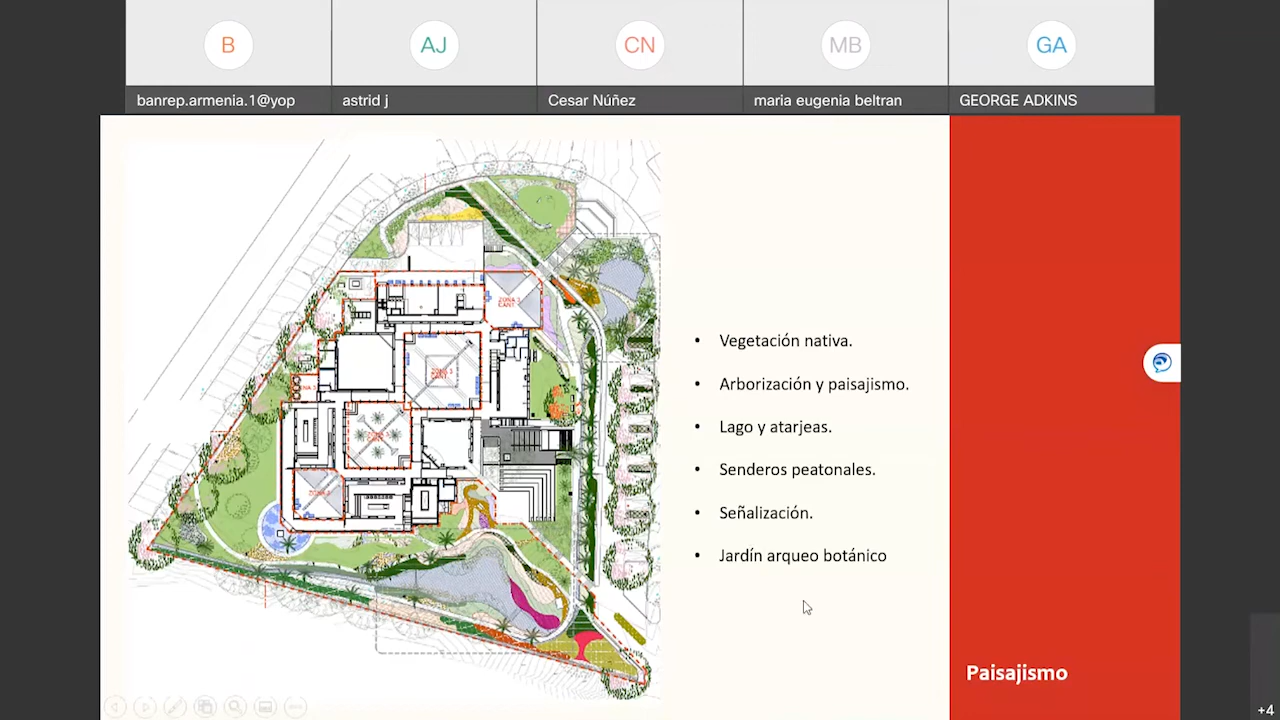 B
AJ
CN
MB
GA
banrep.armenia.1@yop
astrid j
Cesar Núñez
maria eugenia beltran
GEORGE ADKINS
• Vegetación nativa.
• Arborización y paisajismo.
• Lago y atarjeas.
• Senderos peatonales.
• Señalización.
• Jardín arqueo botánico
Paisajismo
+4